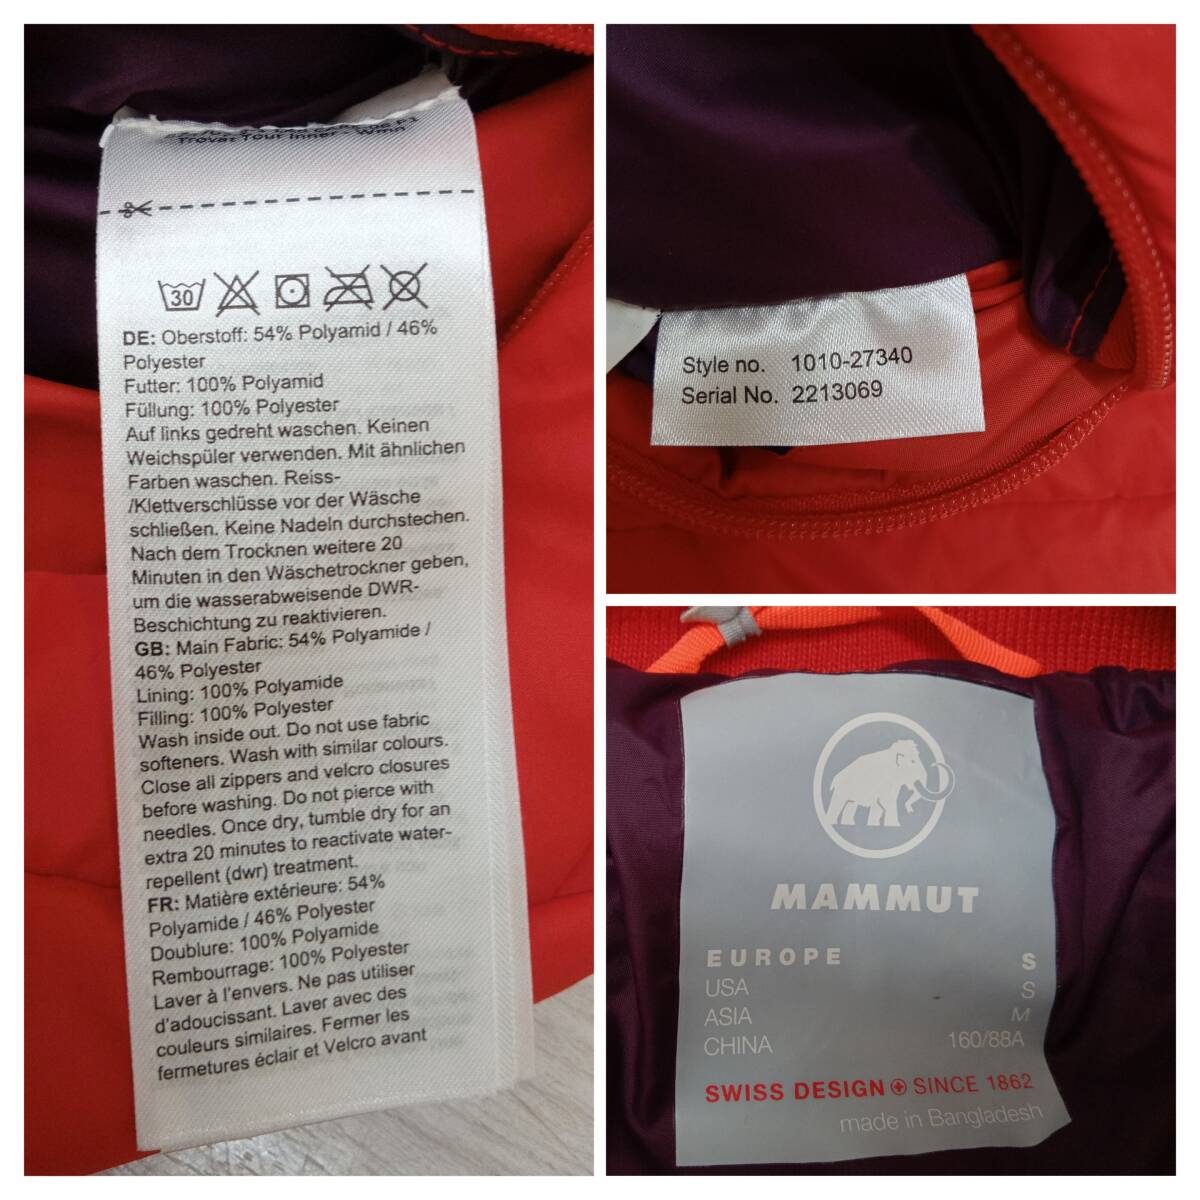 Trovat Tour Inner - Wmn
30
DE: Oberstoff: 54% Polyamid / 46%
Polyester
Futter: 100% Polyamid
Füllung: 100% Polyester
Auf links gedreht waschen. Keinen
Weichspüler verwenden. Mit ähnlichen
Farben waschen. Reiss-
/Klettverschlüsse vor der Wäsche
schließen. Keine Nadeln durchstechen.
Nach dem Trocknen weitere 20
Minuten in den Wäschetrockner geben,
um die wasserabweisende DWR-
Beschichtung zu reaktivieren.
GB: Main Fabric: 54% Polyamide /
46% Polyester
Lining: 100% Polyamide
Filling: 100% Polyester
Wash inside out. Do not use fabric
softeners. Wash with similar colours.
Close all zippers and velcro closures
before washing. Do not pierce with
needles. Once dry, tumble dry for an
extra 20 minutes to reactivate water-
repellent (dwr) treatment.
FR: Matière extérieure: 54%
Polyamide / 46% Polyester
Doublure: 100% Polyamide
Rembourrage: 100% Polyester
Laver à l'envers. Ne pas utiliser
d'adoucissant. Laver avec des
couleurs similaires. Fermer les
fermetures éclair et Velcro avant
Style no. 1010-27340
Serial No. 2213069
MAMMUT
EUROPE S
USA S
ASIA M
CHINA 160/88A
SWISS DESIGN SINCE 1862
made in Bangladesh